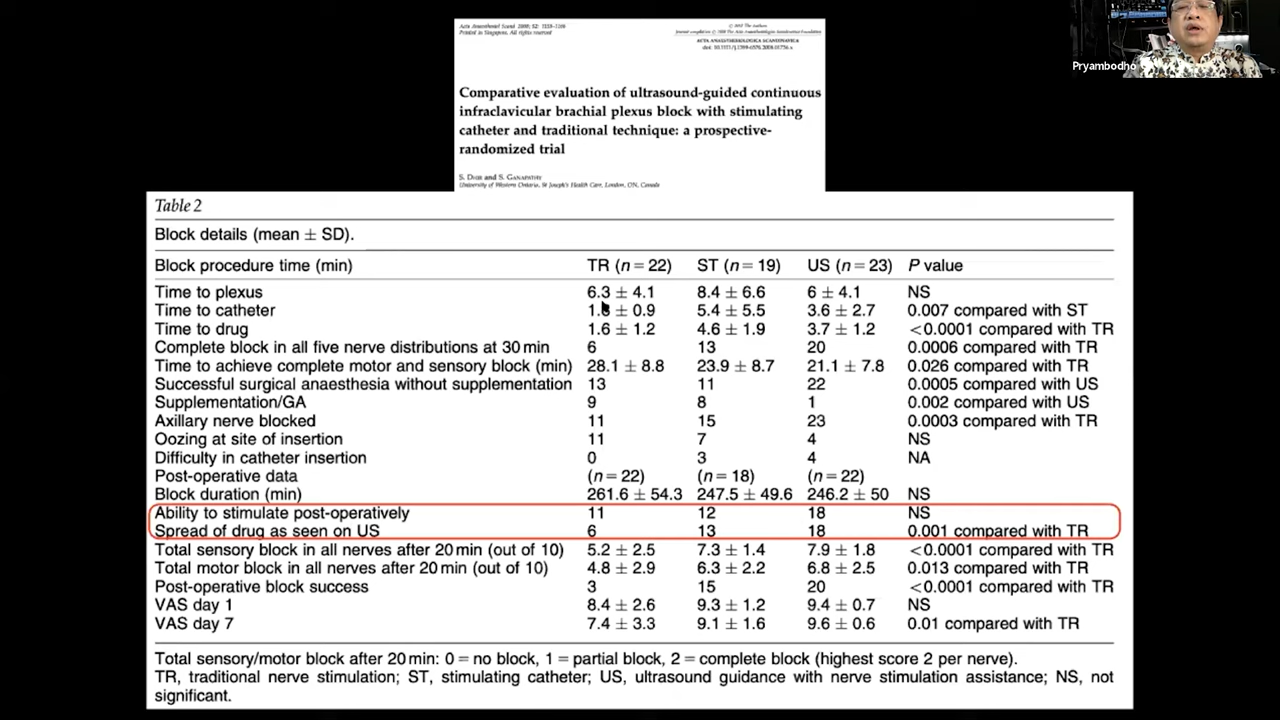 Acta Anaesthesiol Scand 2008; 52: 1158–1166
Printed in Singapore. All rights reserved
© 2008 The Authors
Journal compilation © 2008 The Acta Anaesthesiologica Scandinavica Foundation
ACTA ANAESTHESIOLOGICA SCANDINAVICA
Comparative evaluation of ultrasound-guided continuous
infraclavicular brachial plexus block with stimulating
catheter and traditional technique: a prospective-
randomized trial
S. Dhir and S. Ganapathy
University of Western Ontario, St Joseph's Health Care, London, ON, Canada
Pryambodho
Table 2
Block details (mean ± SD).
Block procedure time (min) TR (n = 22) ST (n = 19) US (n = 23) P value
Time to plexus 6.3 ± 4.1 8.4 ± 6.6 6 ± 4.1 NS
Time to catheter ± 0.9 5.4 ± 5.5 3.6 ± 2.7 0.007 compared with ST
Time to drug 1.6 ± 1.2 4.6 ± 1.9 3.7 ± 1.2 <0.0001 compared with TR
Complete block in all five nerve distributions at 30 min 6 13 20 0.0006 compared with TR
Time to achieve complete motor and sensory block (min) 28.1 ± 8.8 23.9 ± 8.7 21.1 ± 7.8 0.026 compared with TR
Successful surgical anaesthesia without supplementation 13 11 22 0.0005 compared with US
Supplementation/GA 9 8 1 0.002 compared with US
Axillary nerve blocked 11 15 23 0.0003 compared with TR
Oozing at site of insertion 11 7 4 NS
Difficulty in catheter insertion 0 3 4 NA
Post-operative data (n = 22) (n = 18) (n = 22)
Block duration (min) 261.6 ± 54.3 247.5 ± 49.6 246.2 ± 50 NS
Ability to stimulate post-operatively 11 12 18 NS
Spread of drug as seen on US 6 13 18 0.001 compared with TR
Total sensory block in all nerves after 20 min (out of 10) 5.2 ± 2.5 7.3 ± 1.4 7.9 ± 1.8 <0.0001 compared with TR
Total motor block in all nerves after 20 min (out of 10) 4.8 ± 2.9 6.3 ± 2.2 6.8 ± 2.5 0.013 compared with TR
Post-operative block success 3 15 20 <0.0001 compared with TR
VAS day 1 8.4 ± 2.6 9.3 ± 1.2 9.4 ± 0.7 NS
VAS day 7 7.4 ± 3.3 9.1 ± 1.6 9.6 ± 0.6 0.01 compared with TR
Total sensory/motor block after 20 min: 0 = no block, 1 = partial block, 2 = complete block (highest score 2 per nerve).
TR, traditional nerve stimulation; ST, stimulating catheter; US, ultrasound guidance with nerve stimulation assistance; NS, not
significant.